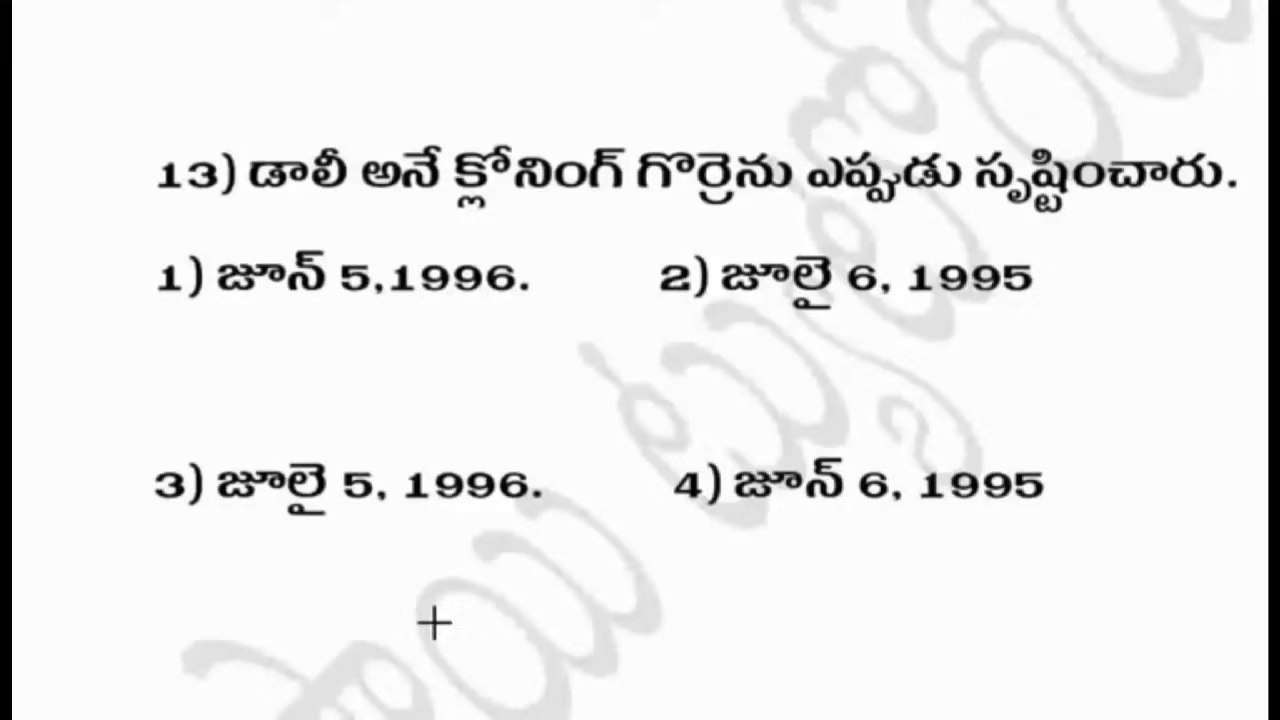 13) డాలీ అనే క్లోనింగ్ గొర్రెను ఎప్పుడు సృష్టించారు.
1) జూన్ 5,1996. 2) జూలై 6, 1995
3) జూలై 5, 1996. 4) జూన్ 6, 1995